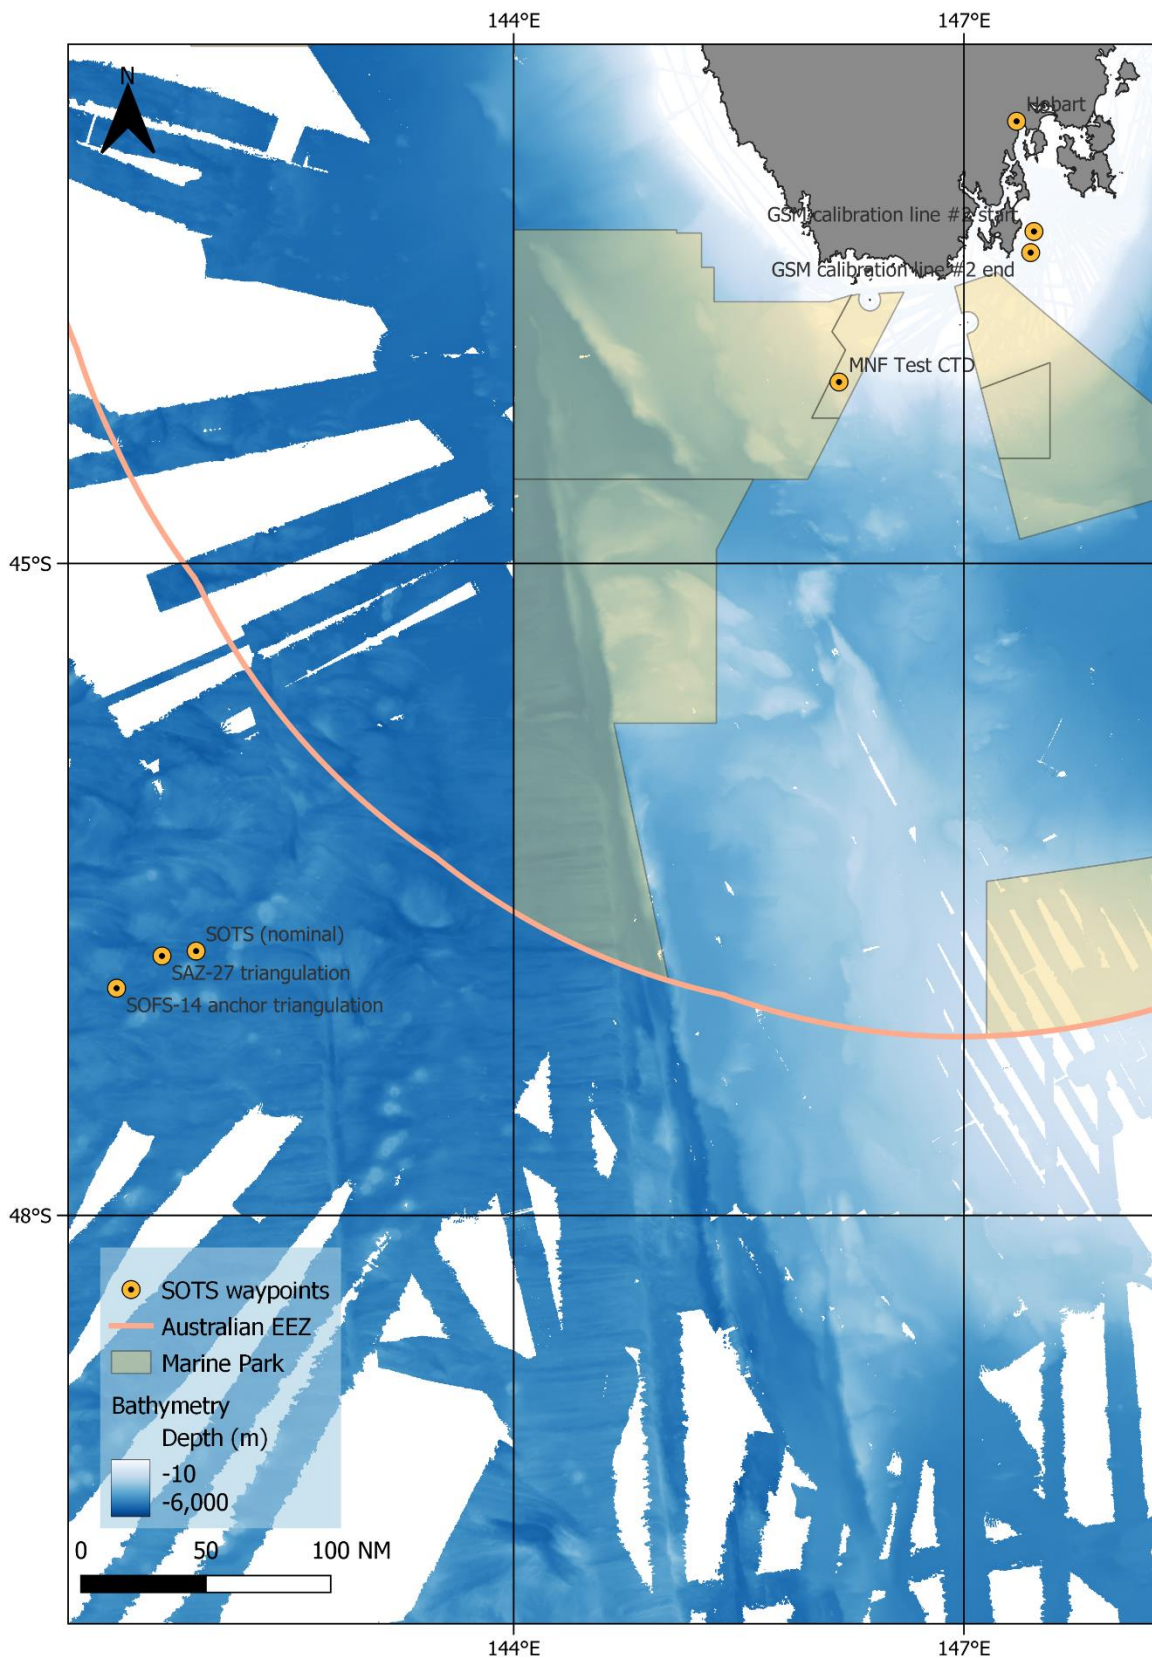 144°E
147°E
N
Hobart
GSM calibration line #2 start
GSM calibration line #2 end
MNF Test CTD
45°S
SOTS (nominal)
SAZ-27 triangulation
SOFS-14 anchor triangulation
48°S
SOTS waypoints
Australian EEZ
Marine Park
Bathymetry
Depth (m)
-10
-6,000
0 50 100 NM
144°E
147°E